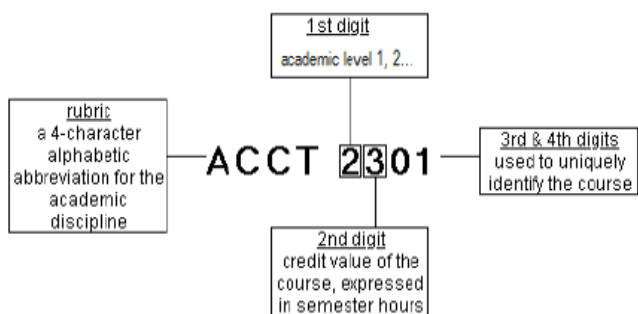 1st digit
academic level 1, 2...
rubric
a 4-character
alphabetic
abbreviation for the
academic
discipline
ACCT 2301
3rd & 4th digits
used to uniquely
identify the course
2nd digit
credit value of the
course, expressed
in semester hours